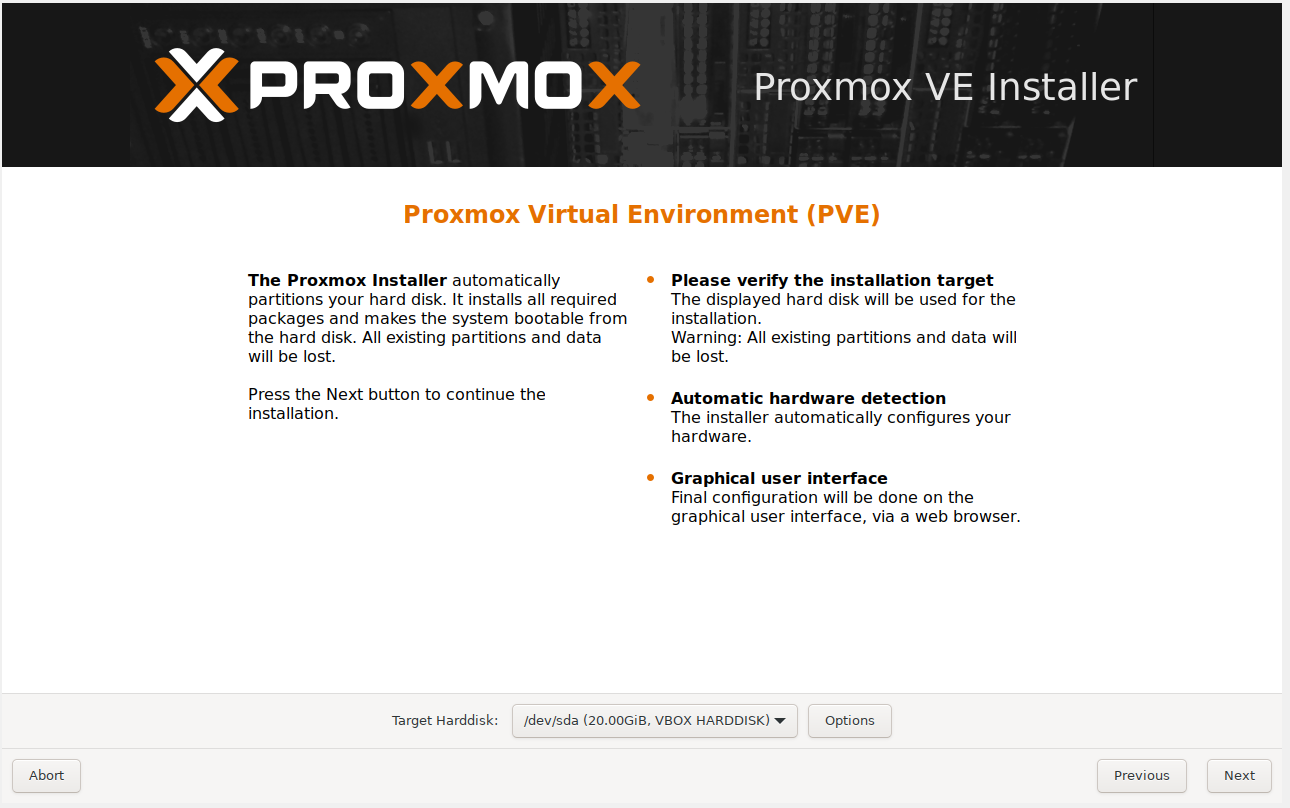 PROXMOX
Proxmox VE Installer
Proxmox Virtual Environment (PVE)
The Proxmox Installer automatically
partitions your hard disk. It installs all required
packages and makes the system bootable from
the hard disk. All existing partitions and data
will be lost.
Press the Next button to continue the
installation.
Please verify the installation target
The displayed hard disk will be used for the
installation.
Warning: All existing partitions and data will
be lost.
Automatic hardware detection
The installer automatically configures your
hardware.
Graphical user interface
Final configuration will be done on the
graphical user interface, via a web browser.
Target Harddisk:
/dev/sda (20.00GiB, VBOX HARDDISK)
Options
Abort
Previous
Next